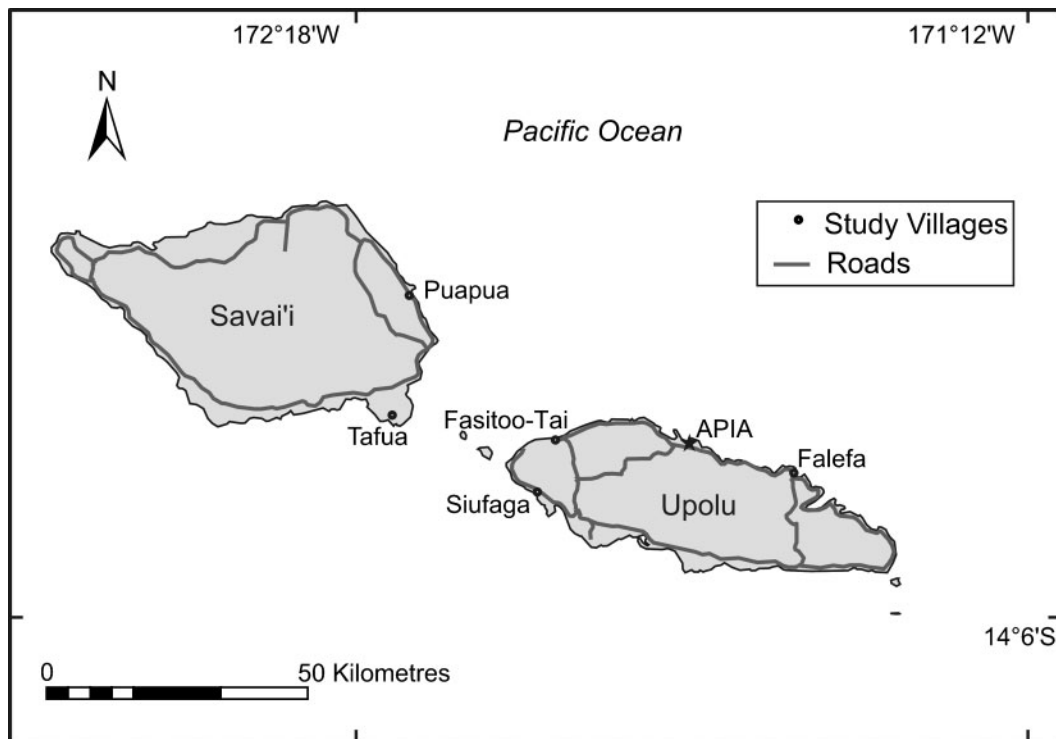 172°18'W
171°12'W
N
Pacific Ocean
Study Villages
Roads
Puapua
Savai'i
Tafua
Fasitoo-Tai
APIA
Falefa
Siufaga
Upolu
14°6'S
0
50 Kilometres